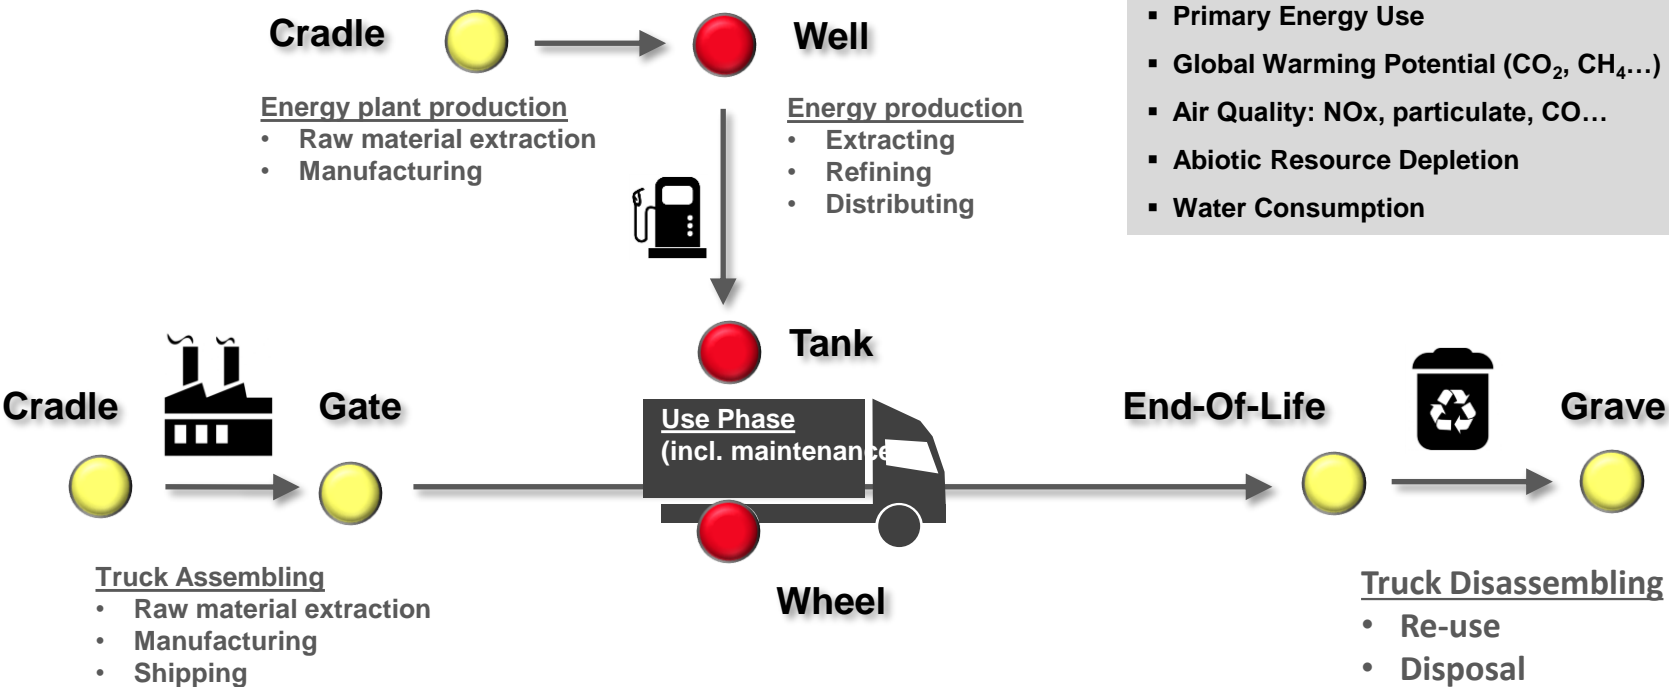 Cradle
Well
Energy plant production
• Raw material extraction
• Manufacturing
Energy production
• Extracting
• Refining
• Distributing
▪ Primary Energy Use
▪ Global Warming Potential (CO₂, CH₄…)
▪ Air Quality: NOx, particulate, CO…
▪ Abiotic Resource Depletion
▪ Water Consumption
Tank
Cradle
Gate
Use Phase
(incl. maintenance
End-Of-Life
Grave
Wheel
Truck Assembling
• Raw material extraction
• Manufacturing
• Shipping
Truck Disassembling
• Re-use
• Disposal